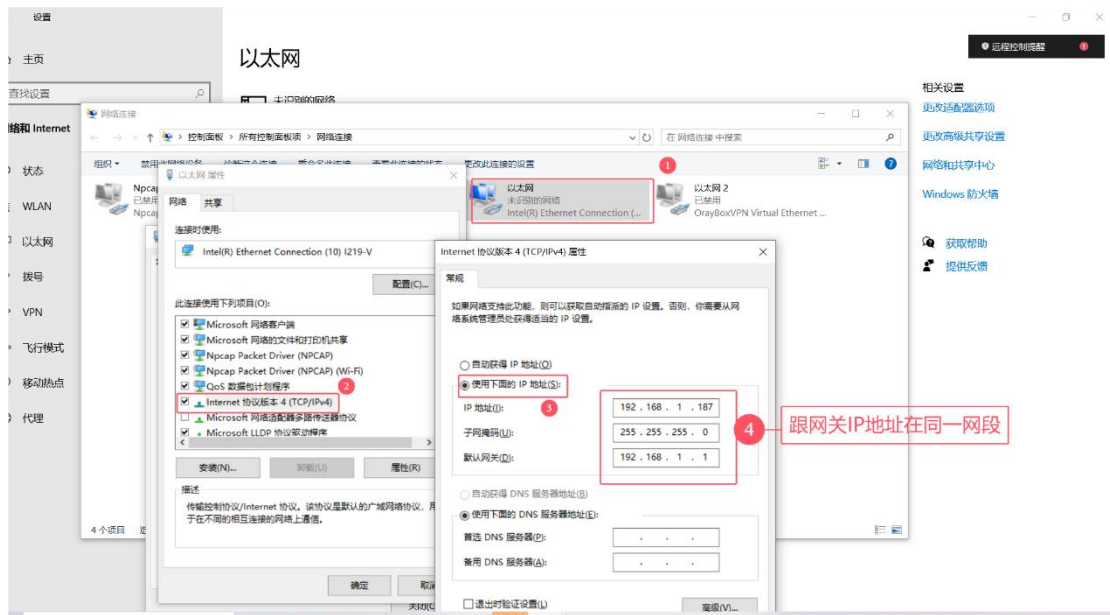 设置
主页
以太网
远程控制提醒
查找设置
相关设置
更改适配器选项
更改高级共享设置
网络和共享中心
Windows 防火墙
获取帮助
提供反馈
络和 Internet
状态
WLAN
以太网
拨号
VPN
飞行模式
移动热点
代理
网络连接
控制面板 › 所有控制面板项 › 网络连接
在 网络连接 中搜索
组织
更改此连接的设置
1
Npcap
已禁用
Npcap
以太网
未识别的网络
Intel(R) Ethernet Connection (...
以太网 2
已禁用
OrayBoxVPN Virtual Ethernet ...
4 个项目
以太网 属性
网络
共享
连接时使用:
Intel(R) Ethernet Connection (10) I219-V
配置(C)...
此连接使用下列项目(O):
Microsoft 网络客户端
Microsoft 网络的文件和打印机共享
Npcap Packet Driver (NPCAP)
Npcap Packet Driver (NPCAP) (Wi-Fi)
QoS 数据包计划程序
2
Internet 协议版本 4 (TCP/IPv4)
Microsoft 网络适配器多路传送器协议
Microsoft LLDP 协议驱动程序
安装(N)...
卸载(U)
属性(R)
描述
传输控制协议/Internet 协议。该协议是默认的广域网络协议，用
于在不同的相互连接的网络上通信。
确定
取消
关闭(C
Internet 协议版本 4 (TCP/IPv4) 属性
常规
如果网络支持此功能，则可以获取自动指派的 IP 设置。否则，你需要从网
络系统管理员处获得适当的 IP 设置。
自动获得 IP 地址(O)
使用下面的 IP 地址(S):
3
IP 地址(I):
192 . 168 . 1 . 187
子网掩码(U):
255 . 255 . 255 . 0
默认网关(D):
192 . 168 . 1 . 1
4
跟网关IP地址在同一网段
自动获得 DNS 服务器地址(B)
使用下面的 DNS 服务器地址(E):
首选 DNS 服务器(P):
备用 DNS 服务器(A):
退出时验证设置(L)
高级(V)...